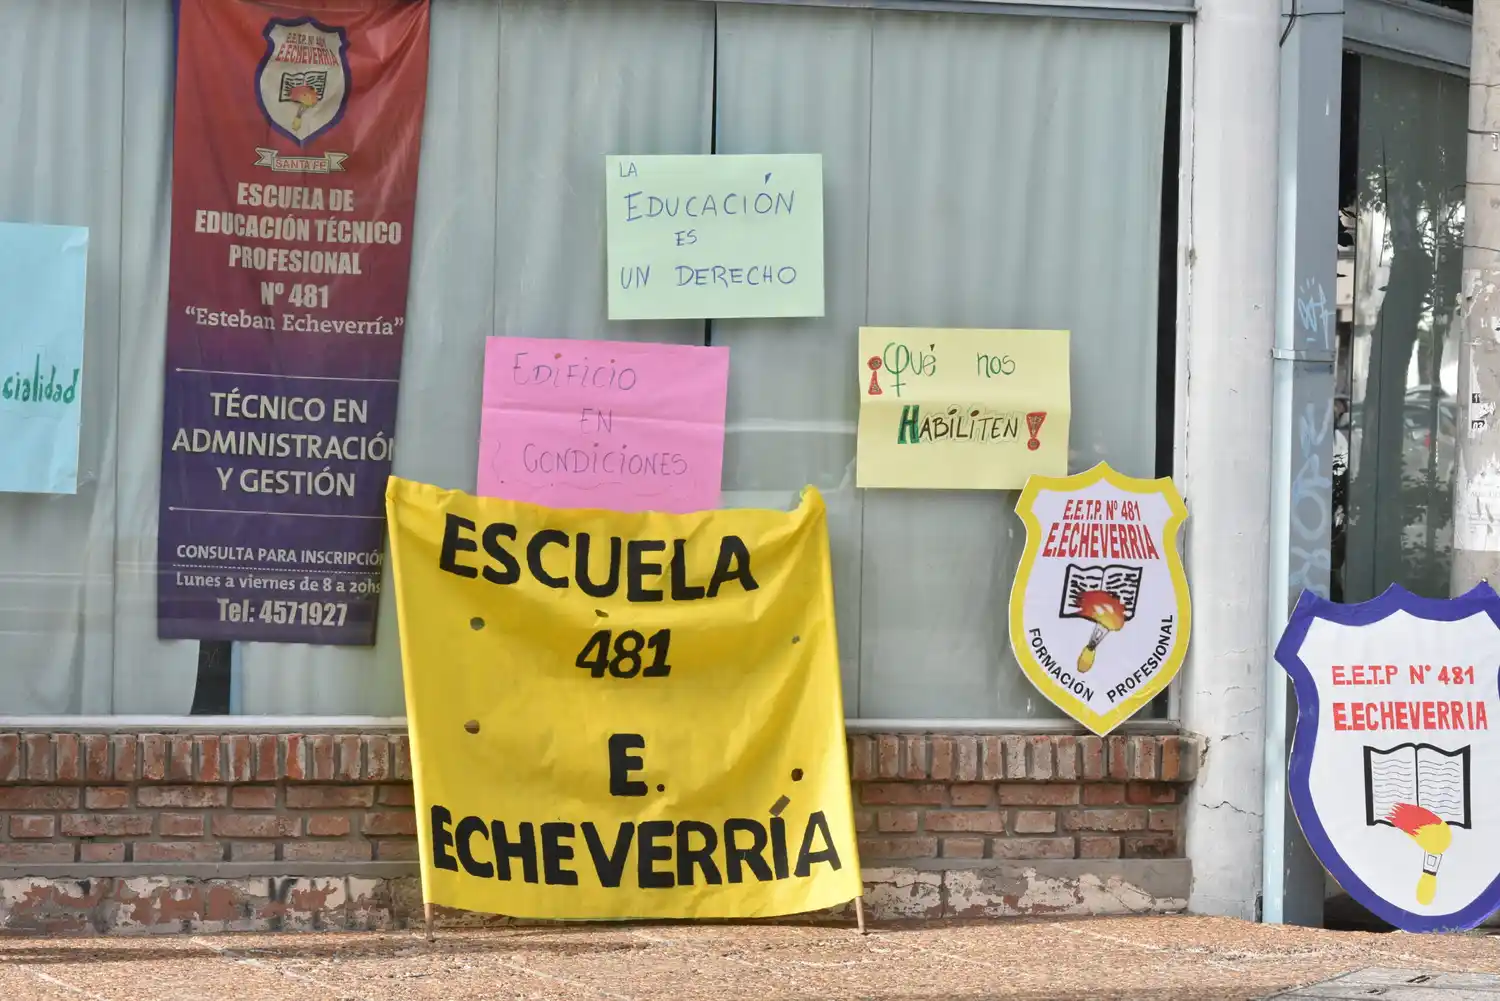 E.E.T.P. Nº 481
E.ECHEVERRÍA
SANTA FE
ESCUELA DE
EDUCACIÓN TÉCNICO
PROFESIONAL
Nº 481
“Esteban Echeverría”
TÉCNICO EN
ADMINISTRACIÓN
Y GESTIÓN
CONSULTA PARA INSCRIPCIÓN
Lunes a viernes de 8 a 20hs
Tel: 4571927
cialidad
LA
EDUCACIÓN
ES
UN DERECHO
EDIFICIO
EN
CONDICIONES
¡Qué nos
HABILITEN!
ESCUELA
481
E.
ECHEVERRÍA
E.E.T.P. Nº 481
E.ECHEVERRIA
FORMACIÓN PROFESIONAL
E.E.T.P Nº 481
E.ECHEVERRIA